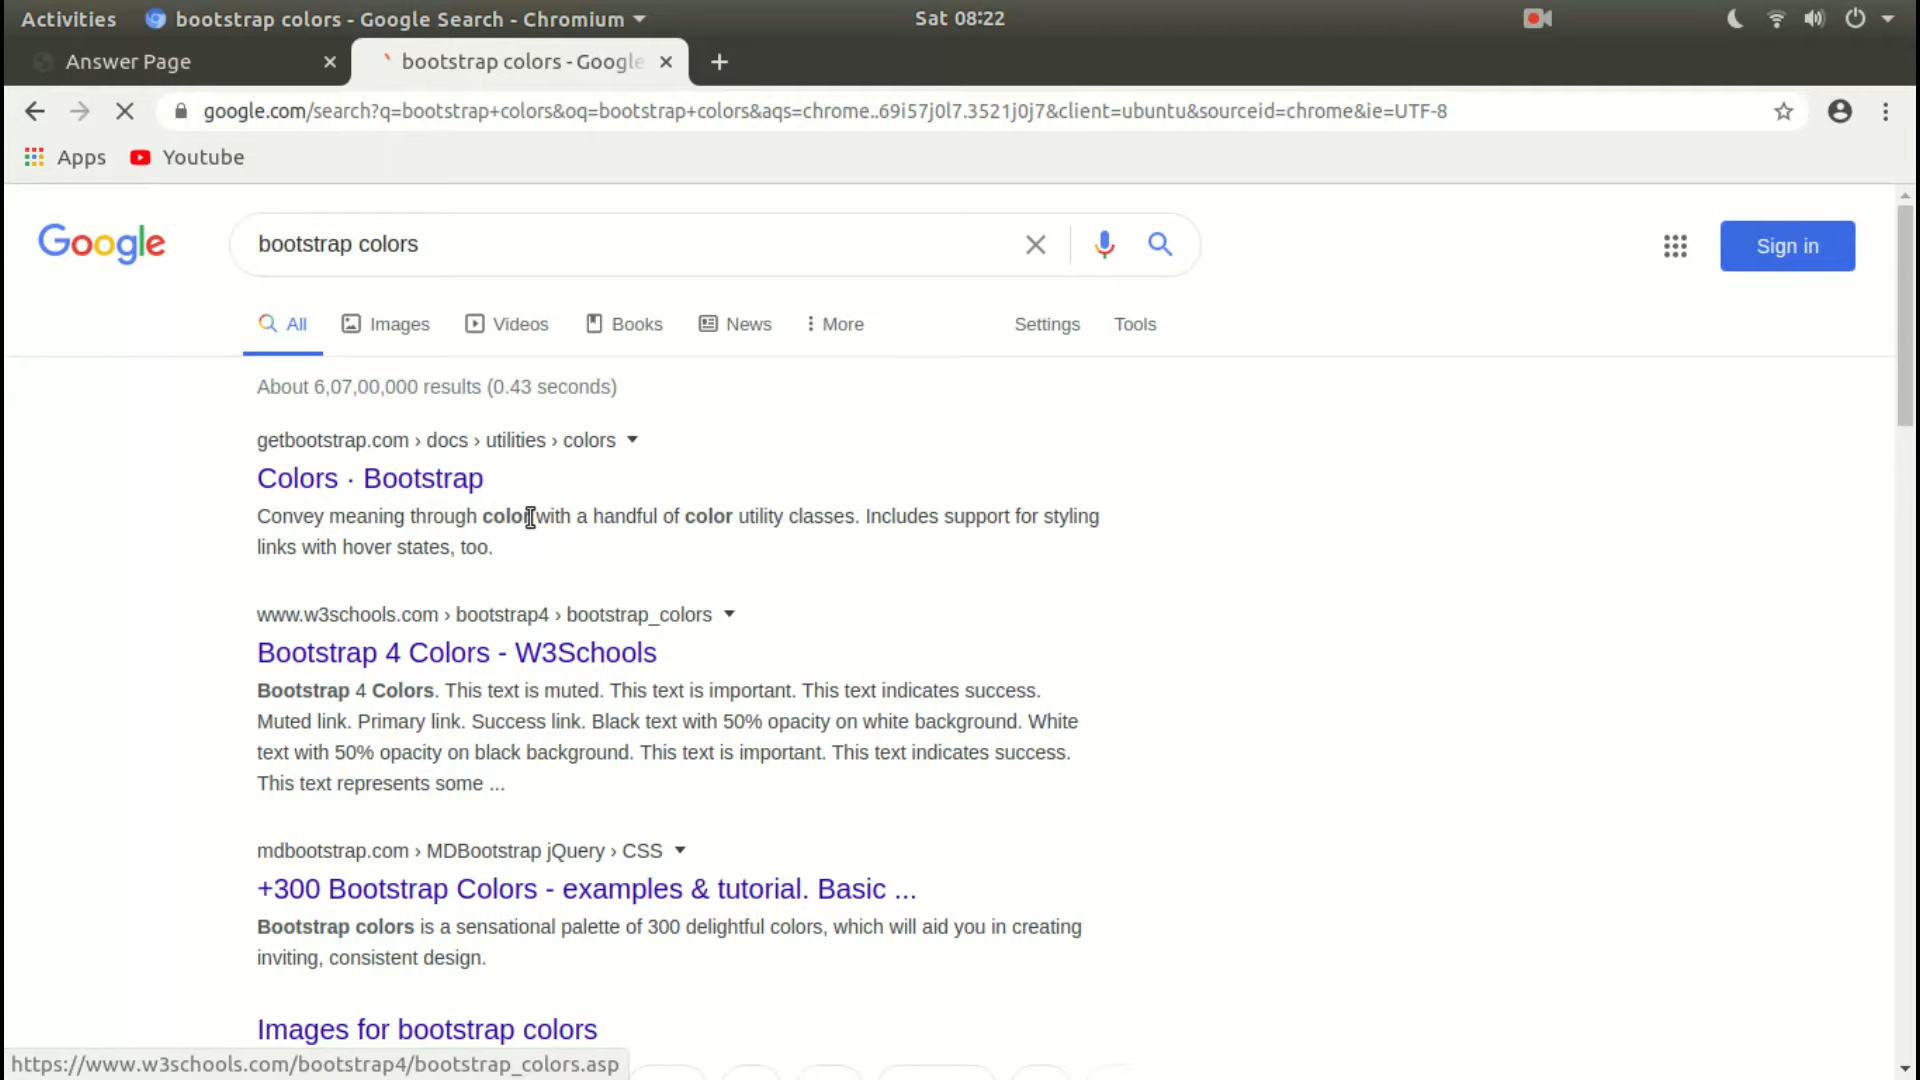 Activities bootstrap colors - Google Search - Chromium Sat 08:22
Answer Page bootstrap colors - Google
google.com/search?q=bootstrap+colors&oq=bootstrap+colors&aqs=chrome..69i57j0l7.3521j0j7&client=ubuntu&sourceid=chrome&ie=UTF-8
Apps Youtube
Google bootstrap colors Sign in
All Images Videos Books News More Settings Tools
About 6,07,00,000 results (0.43 seconds)
getbootstrap.com › docs › utilities › colors
Colors · Bootstrap
Convey meaning through color with a handful of color utility classes. Includes support for styling
links with hover states, too.
www.w3schools.com › bootstrap4 › bootstrap_colors
Bootstrap 4 Colors - W3Schools
Bootstrap 4 Colors. This text is muted. This text is important. This text indicates success.
Muted link. Primary link. Success link. Black text with 50% opacity on white background. White
text with 50% opacity on black background. This text is important. This text indicates success.
This text represents some ...
mdbootstrap.com › MDBootstrap jQuery › CSS
+300 Bootstrap Colors - examples & tutorial. Basic ...
Bootstrap colors is a sensational palette of 300 delightful colors, which will aid you in creating
inviting, consistent design.
Images for bootstrap colors
https://www.w3schools.com/bootstrap4/bootstrap_colors.asp